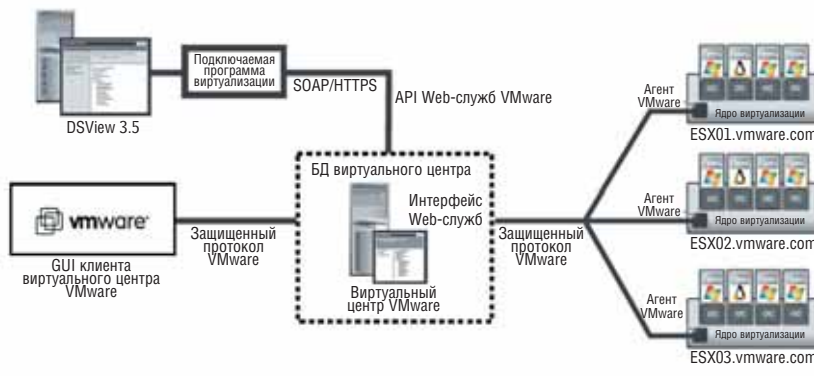 Подключаемая
программа
виртуализации
SOAP/HTTPS
API Web-служб VMware
DSView 3.5
БД виртуального центра
Интерфейс
Web-служб
Виртуальный
центр VMware
vmware
GUI клиента
виртуального центра
VMware
Защищенный
протокол
VMware
Защищенный
протокол
VMware
Агент
VMware
Ядро виртуализации
ESX01.vmware.com
Агент
VMware
Ядро виртуализации
ESX02.vmware.com
Агент
VMware
Ядро виртуализации
ESX03.vmware.com